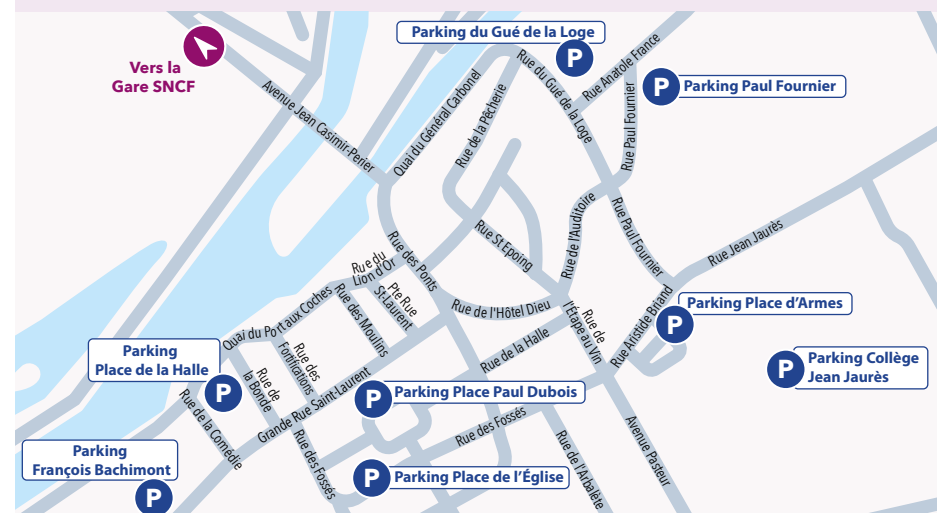 Parking du Gué de la Loge
P
Vers la
Gare SNCF
Rue Anatole France
P
Parking Paul Fournier
Avenue Jean Casimir-Perier
Quai du Général Carbonel
Rue de la Pêcherie
Rue du Gué de la Loge
Rue Paul Fournier
Rue de l'Auditoire
Rue Paul Fournier
Rue St Epoing
Rue Jean Jaurès
Rue des Ponts
Rue du
Lion d'Or
Pte Rue
St-Laurent
Rue des Moulins
Quai du Port aux Coches
Rue de l'Hôtel Dieu
Rue de
l'Étape au Vin
Rue Aristide Briand
Parking Place d'Armes
P
Rue de la Halle
Parking
Place de la Halle
P
Rue des
Fortifications
Rue de
la Bonde
Grande Rue Saint-Laurent
P
Parking Place Paul Dubois
P
Parking Collège
Jean Jaurès
Rue de la Comédie
Rue des Fossés
Rue des Fossés
Rue de l'Arbalète
Avenue Pasteur
Parking
François Bachimont
P
P
Parking Place de l'Église